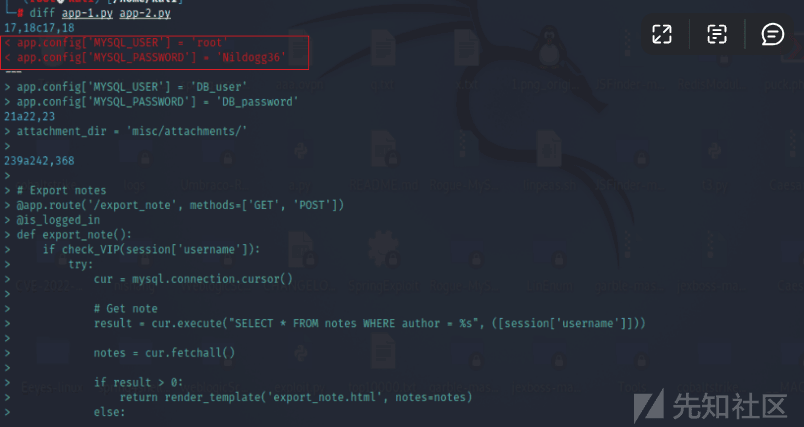 # diff app-1.py app-2.py
17,18c17,18
< app.config['MYSQL_USER'] = 'root'
< app.config['MYSQL_PASSWORD'] = 'Nildogg36'
---
> app.config['MYSQL_USER'] = 'DB_user'
> app.config['MYSQL_PASSWORD'] = 'DB_password'
21a22,23
> attachment_dir = 'misc/attachments/'
>
239a242,368
>
> # Export notes
> @app.route('/export_note', methods=['GET', 'POST'])
> @is_logged_in
> def export_note():
>     if check_VIP(session['username']):
>         try:
>             cur = mysql.connection.cursor()
>
>             # Get note
>             result = cur.execute("SELECT * FROM notes WHERE author = %s", ([session['username']]))
>
>             notes = cur.fetchall()
>
>             if result > 0:
>                 return render_template('export_note.html', notes=notes)
>             else:
先知社区